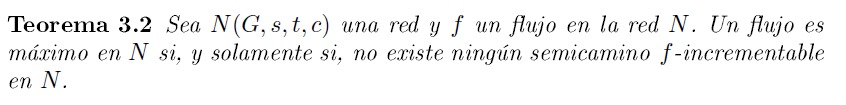 Teorema 3.2 Sea N(G, s, t, c) una red y f un flujo en la red N. Un flujo es
máximo en N si, y solamente si, no existe ningún semicamino f-incrementable
en N.